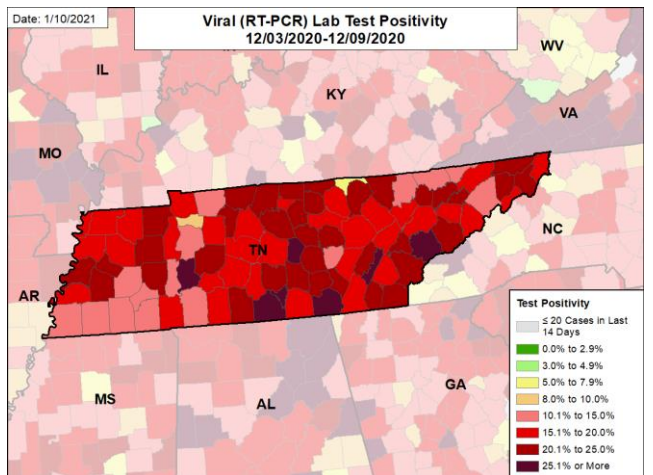 Date: 1/10/2021
Viral (RT-PCR) Lab Test Positivity
12/03/2020-12/09/2020
WV
IL
KY
VA
MO
TN
NC
AR
MS
AL
GA
Test Positivity
≤ 20 Cases in Last
14 Days
0.0% to 2.9%
3.0% to 4.9%
5.0% to 7.9%
8.0% to 10.0%
10.1% to 15.0%
15.1% to 20.0%
20.1% to 25.0%
25.1% or More